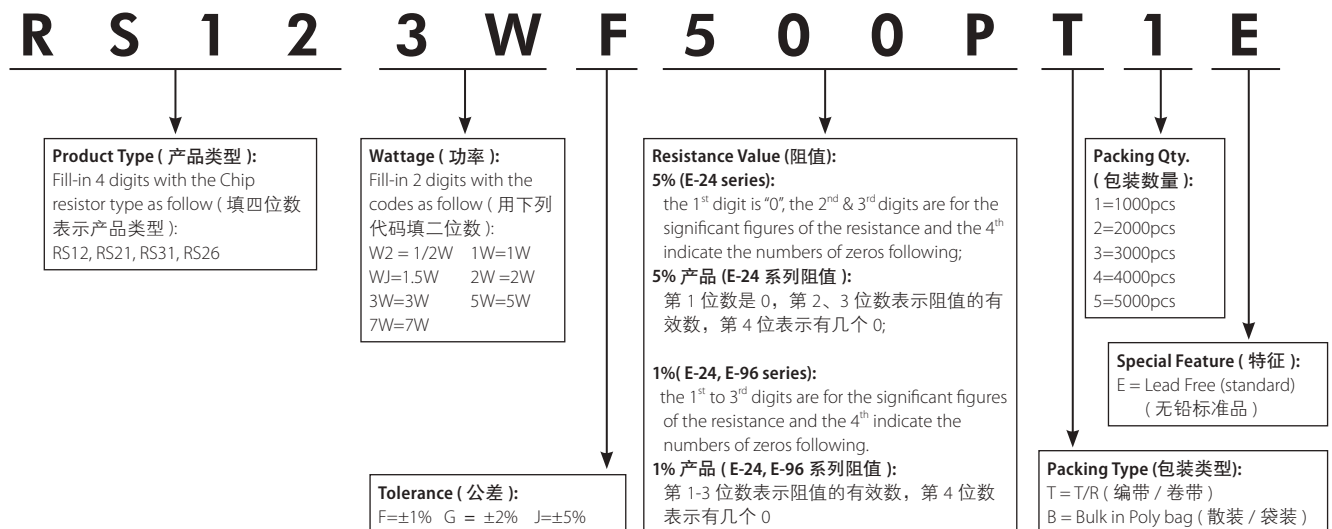 R S 1 2 3 W F 5 0 0 P T 1 E
Product Type ( 产品类型 ):
Fill-in 4 digits with the Chip
resistor type as follow ( 填四位数
表示产品类型 ):
RS12, RS21, RS31, RS26
Wattage ( 功率 ):
Fill-in 2 digits with the
codes as follow ( 用下列
代码填二位数 ):
W2 = 1/2W 1W=1W
WJ=1.5W 2W =2W
3W=3W 5W=5W
7W=7W
Tolerance ( 公差 ):
F=±1% G = ±2% J=±5%
Resistance Value (阻值):
5% (E-24 series):
the 1st digit is "0", the 2nd & 3rd digits are for the
significant figures of the resistance and the 4th
indicate the numbers of zeros following;
5% 产品 (E-24 系列阻值 ):
第 1 位数是 0，第 2、3 位数表示阻值的有
效数，第 4 位表示有几个 0;
1%( E-24, E-96 series):
the 1st to 3rd digits are for the significant figures
of the resistance and the 4th indicate the
numbers of zeros following.
1% 产品 ( E-24, E-96 系列阻值 ):
第 1-3 位数表示阻值的有效数，第 4 位数
表示有几个 0
Packing Qty.
( 包装数量 ):
1=1000pcs
2=2000pcs
3=3000pcs
4=4000pcs
5=5000pcs
Special Feature ( 特征 ):
E = Lead Free (standard)
( 无铅标准品 )
Packing Type (包装类型):
T = T/R ( 编带 / 卷带 )
B = Bulk in Poly bag ( 散装 / 袋装 )